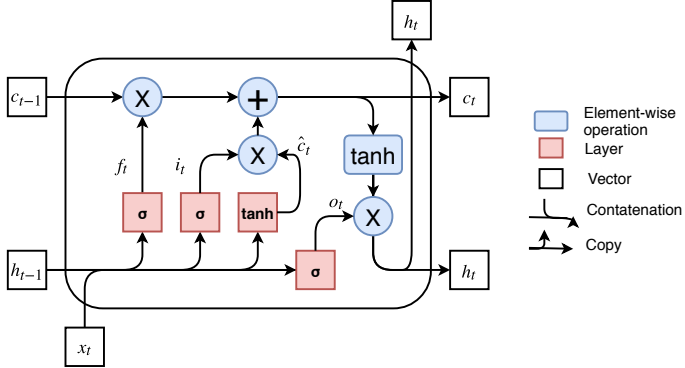 h_t
c_{t-1}
X
+
c_t
f_t
i_t
X
ĉ_t
tanh
σ
σ
tanh
o_t
X
h_{t-1}
σ
h_t
x_t
Element-wise
operation
Layer
Vector
Contatenation
Copy